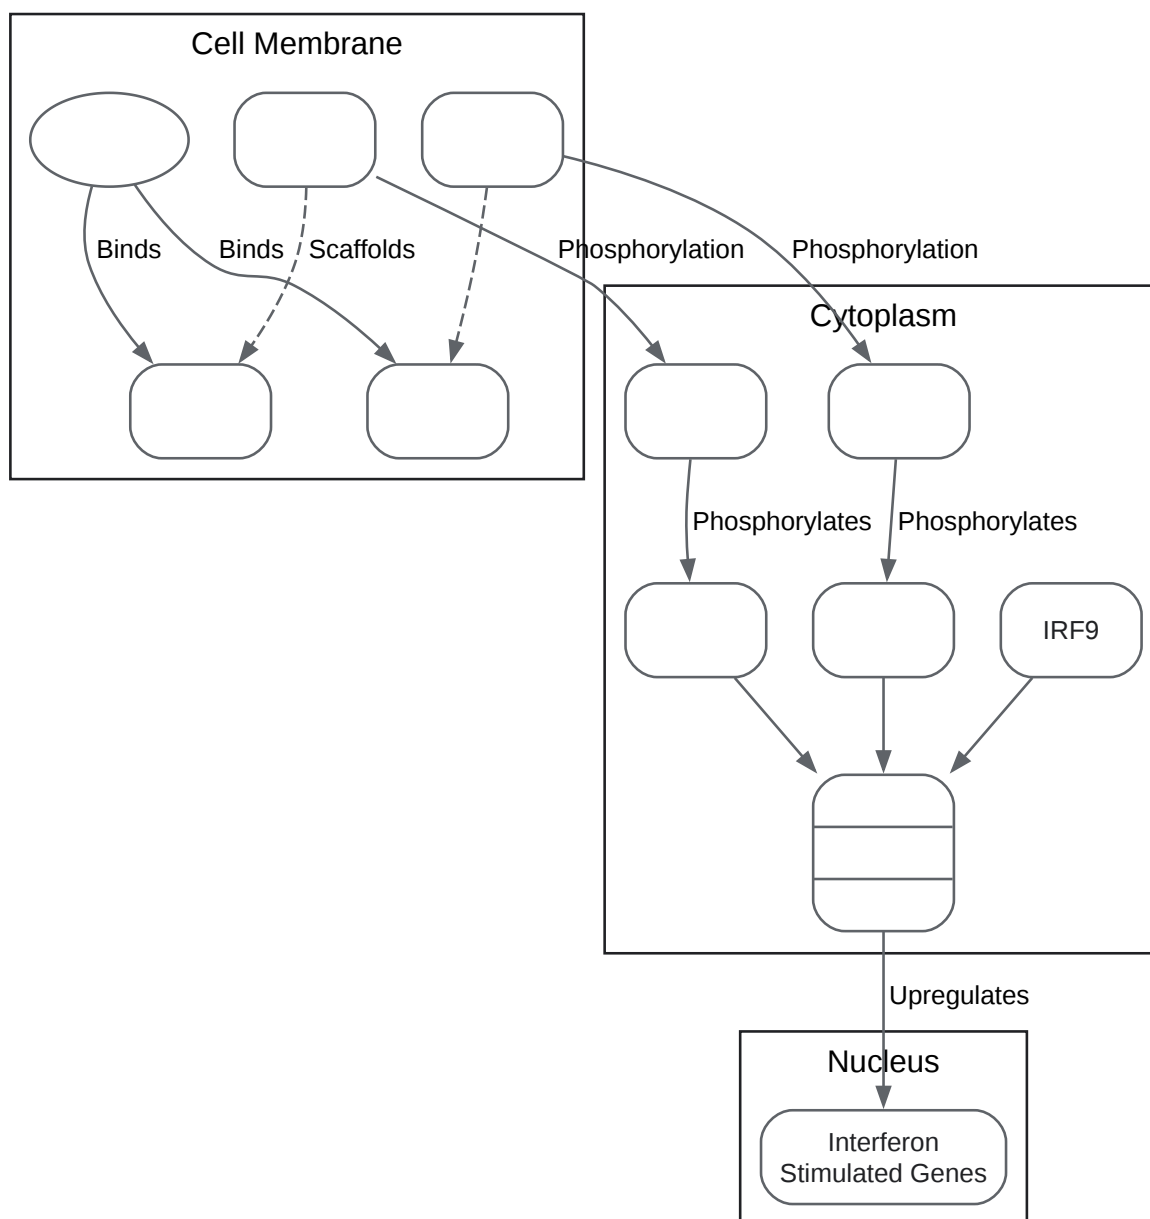 Cell Membrane
Binds
Binds
Scaffolds
Phosphorylation
Phosphorylation
Cytoplasm
Phosphorylates
Phosphorylates
IRF9
Upregulates
Nucleus
Interferon
Stimulated Genes